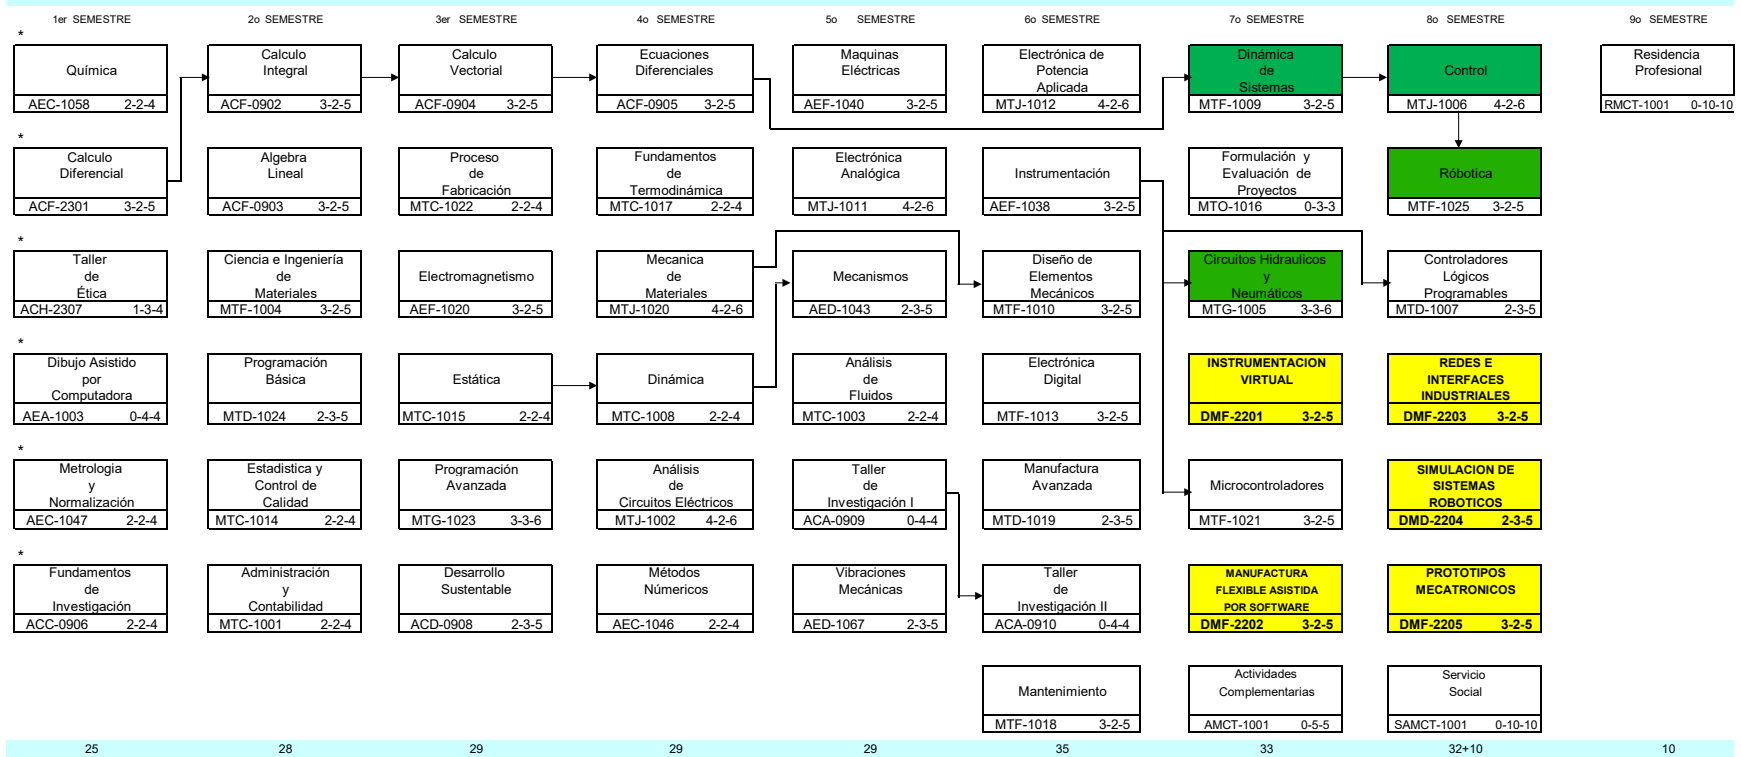 1er SEMESTRE
2o SEMESTRE
3er SEMESTRE
4o SEMESTRE
5o SEMESTRE
6o SEMESTRE
7o SEMESTRE
8o SEMESTRE
9o SEMESTRE
*
Química
AEC-1058 2-2-4
Calculo
Integral
ACF-0902 3-2-5
Calculo
Vectorial
ACF-0904 3-2-5
Ecuaciones
Diferenciales
ACF-0905 3-2-5
Maquinas
Eléctricas
AEF-1040 3-2-5
Electrónica de
Potencia
Aplicada
MTJ-1012 4-2-6
Dinámica
de
Sistemas
MTF-1009 3-2-5
Control
MTJ-1006 4-2-6
Residencia
Profesional
RMCT-1001 0-10-10
*
Calculo
Diferencial
ACF-2301 3-2-5
Algebra
Lineal
ACF-0903 3-2-5
Proceso
de
Fabricación
MTC-1022 2-2-4
Fundamentos
de
Termodinámica
MTC-1017 2-2-4
Electrónica
Analógica
MTJ-1011 4-2-6
Instrumentación
AEF-1038 3-2-5
Formulación y
Evaluación de
Proyectos
MTO-1016 0-3-3
Róbotica
MTF-1025 3-2-5
*
Taller
de
Ética
ACH-2307 1-3-4
Ciencia e Ingeniería
de
Materiales
MTF-1004 3-2-5
Electromagnetismo
AEF-1020 3-2-5
Mecanica
de
Materiales
MTJ-1020 4-2-6
Mecanismos
AED-1043 2-3-5
Diseño de
Elementos
Mecánicos
MTF-1010 3-2-5
Circuitos Hidraulicos
y
Neumáticos
MTG-1005 3-3-6
Controladores
Lógicos
Programables
MTD-1007 2-3-5
*
Dibujo Asistido
por
Computadora
AEA-1003 0-4-4
Programación
Básica
MTD-1024 2-3-5
Estática
MTC-1015 2-2-4
Dinámica
MTC-1008 2-2-4
Análisis
de
Fluidos
MTC-1003 2-2-4
Electrónica
Digital
MTF-1013 3-2-5
INSTRUMENTACION
VIRTUAL
DMF-2201 3-2-5
REDES E
INTERFACES
INDUSTRIALES
DMF-2203 3-2-5
*
Metrologia
y
Normalización
AEC-1047 2-2-4
Estadistica y
Control de
Calidad
MTC-1014 2-2-4
Programación
Avanzada
MTG-1023 3-3-6
Análisis
de
Circuitos Eléctricos
MTJ-1002 4-2-6
Taller
de
Investigación I
ACA-0909 0-4-4
Manufactura
Avanzada
MTD-1019 2-3-5
Microcontroladores
MTF-1021 3-2-5
SIMULACION DE
SISTEMAS
ROBOTICOS
DMD-2204 2-3-5
*
Fundamentos
de
Investigación
ACC-0906 2-2-4
Administración
y
Contabilidad
MTC-1001 2-2-4
Desarrollo
Sustentable
ACD-0908 2-3-5
Métodos
Númericos
AEC-1046 2-2-4
Vibraciones
Mecánicas
AED-1067 2-3-5
Taller
de
Investigación II
ACA-0910 0-4-4
MANUFACTURA
FLEXIBLE ASISTIDA
POR SOFTWARE
DMF-2202 3-2-5
PROTOTIPOS
MECATRONICOS
DMF-2205 3-2-5
Mantenimiento
MTF-1018 3-2-5
Actividades
Complementarias
AMCT-1001 0-5-5
Servicio
Social
SAMCT-1001 0-10-10
25
28
29
29
29
35
33
32+10
10